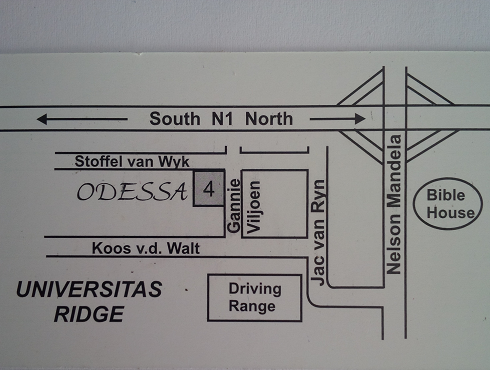 South N1 North
Stoffel van Wyk
ODESSA 4
Gannie
Viljoen
Jac van Ryn
Nelson Mandela
Bible
House
Koos v.d. Walt
UNIVERSITAS
RIDGE
Driving
Range